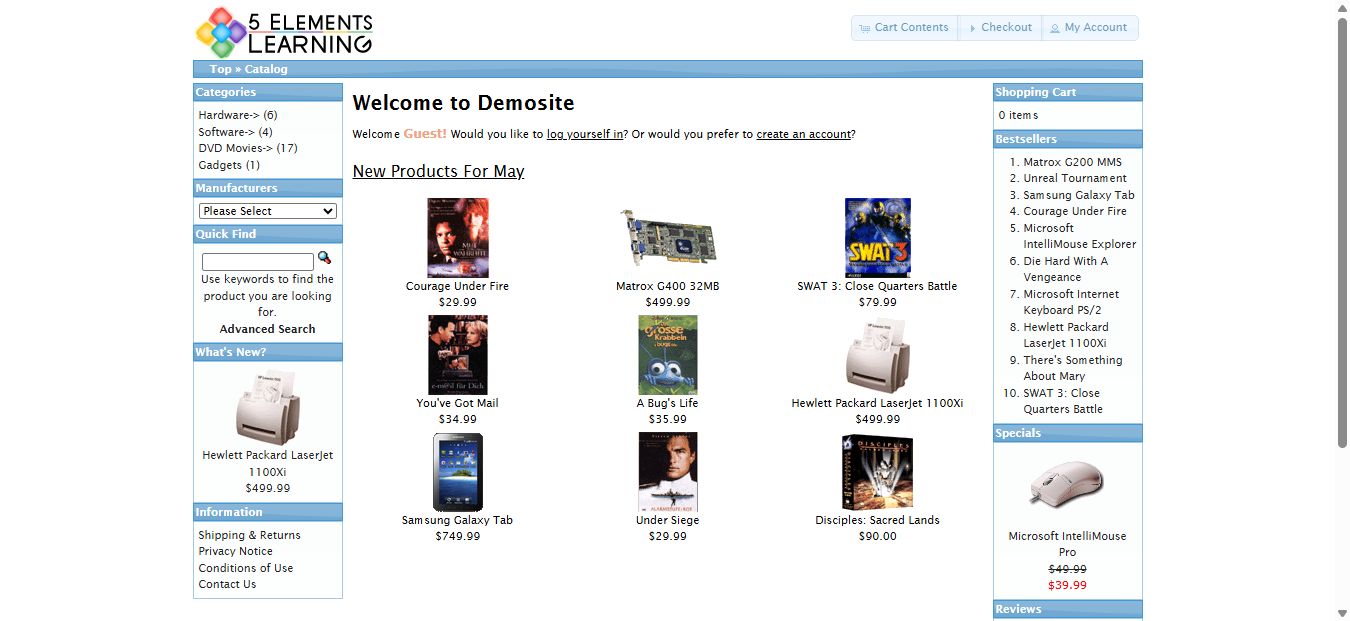 5 ELEMENTS
LEARNING
Cart Contents
Checkout
My Account
Top » Catalog
Categories
Hardware-> (6)
Software-> (4)
DVD Movies-> (17)
Gadgets (1)
Manufacturers
Please Select
Quick Find
Use keywords to find the
product you are looking
for.
Advanced Search
What's New?
Hewlett Packard LaserJet
1100Xi
$499.99
Information
Shipping & Returns
Privacy Notice
Conditions of Use
Contact Us
Welcome to Demosite
Welcome Guest! Would you like to log yourself in? Or would you prefer to create an account?
New Products For May
Courage Under Fire
$29.99
Matrox G400 32MB
$499.99
SWAT 3
SWAT 3: Close Quarters Battle
$79.99
e-m@il für Dich
You've Got Mail
$34.99
Das Grosse
Krabbeln
A Bug's Life
$35.99
Hewlett Packard LaserJet 1100Xi
$499.99
Samsung Galaxy Tab
$749.99
Under Siege
$29.99
DISCIPLES
Disciples: Sacred Lands
$90.00
Shopping Cart
0 items
Bestsellers
1. Matrox G200 MMS
2. Unreal Tournament
3. Samsung Galaxy Tab
4. Courage Under Fire
5. Microsoft
IntelliMouse Explorer
6. Die Hard With A
Vengeance
7. Microsoft Internet
Keyboard PS/2
8. Hewlett Packard
LaserJet 1100Xi
9. There's Something
About Mary
10. SWAT 3: Close
Quarters Battle
Specials
Microsoft IntelliMouse
Pro
$49.99
$39.99
Reviews